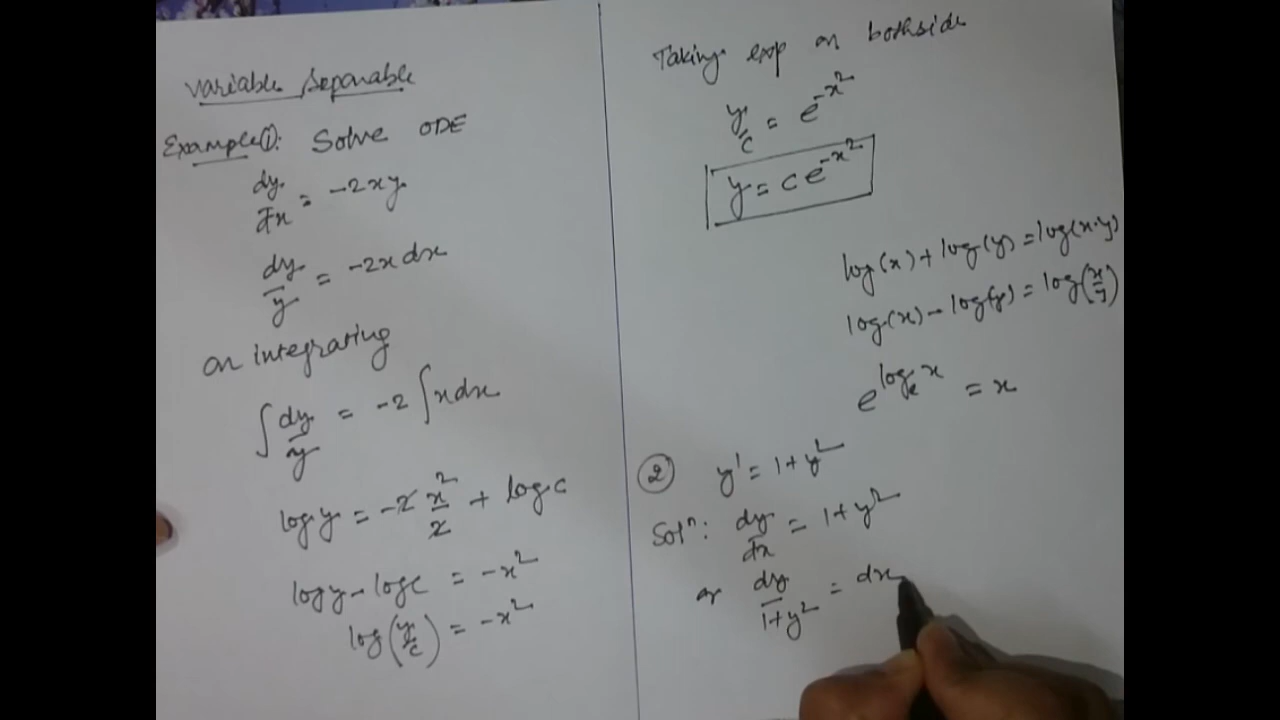 Variable Separable
Example①: Solve ODE
dy/dx = -2xy
dy/y = -2x dx
on integrating
∫ dy/y = -2 ∫ x dx
log y = -2 x²/2 + log c
log y - log c = -x²
log(y/c) = -x²
Taking exp on bothside
y/c = e^{-x²}
y = c e^{-x²}
log(x) + log(y) = log(x·y)
log(x) - log(y) = log(x/y)
e^{log_e x} = x
② y' = 1+y²
Solⁿ: dy/dx = 1+y²
or dy/1+y² = dx